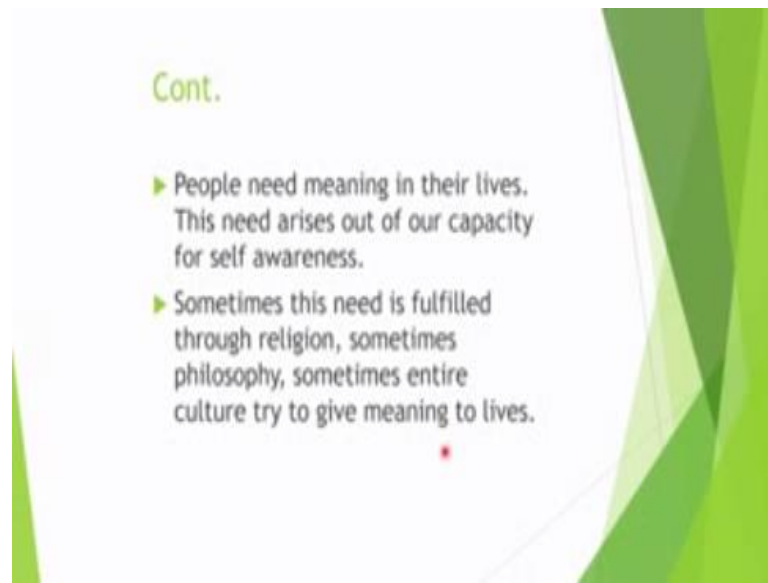 Cont.
People need meaning in their lives.
This need arises out of our capacity
for self awareness.
Sometimes this need is fulfilled
through religion, sometimes
philosophy, sometimes entire
culture try to give meaning to lives.